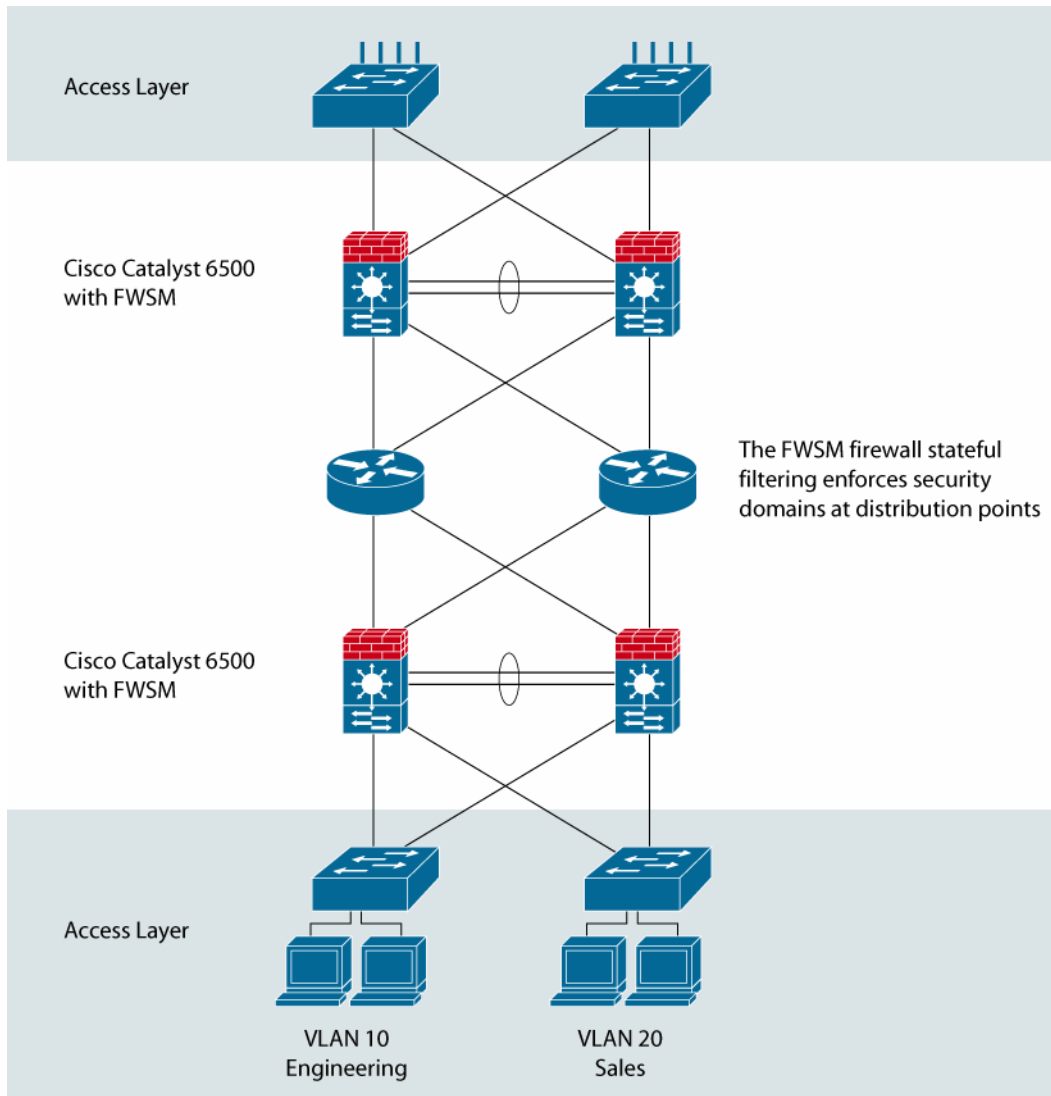 Access Layer
Cisco Catalyst 6500
with FWSM
The FWSM firewall stateful
filtering enforces security
domains at distribution points
Cisco Catalyst 6500
with FWSM
Access Layer
VLAN 10
Engineering
VLAN 20
Sales